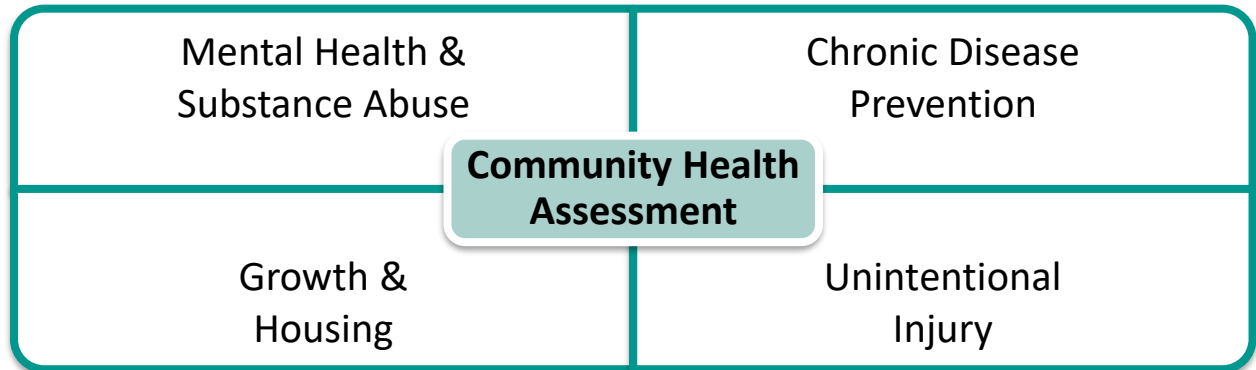 Mental Health &
Substance Abuse
Chronic Disease
Prevention
Community Health
Assessment
Growth &
Housing
Unintentional
Injury